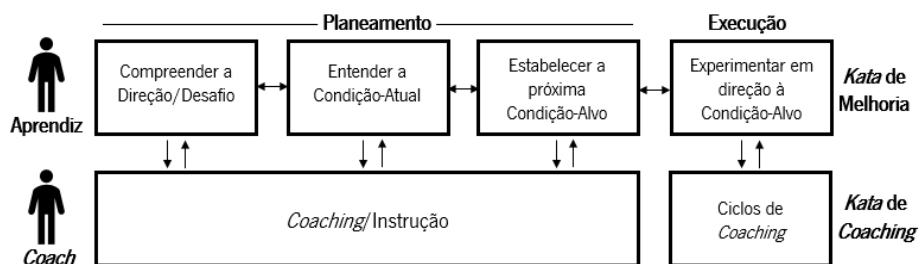 Planeamento
Execução
Compreender a
Direção/Desafio
Entender a
Condição-Atual
Estabelecer a
próxima
Condição-Alvo
Experimentar em
direção à
Condição-Alvo
Kata de
Melhoria
Aprendiz
Coaching/Instrução
Ciclos de
Coaching
Kata de
Coaching
Coach